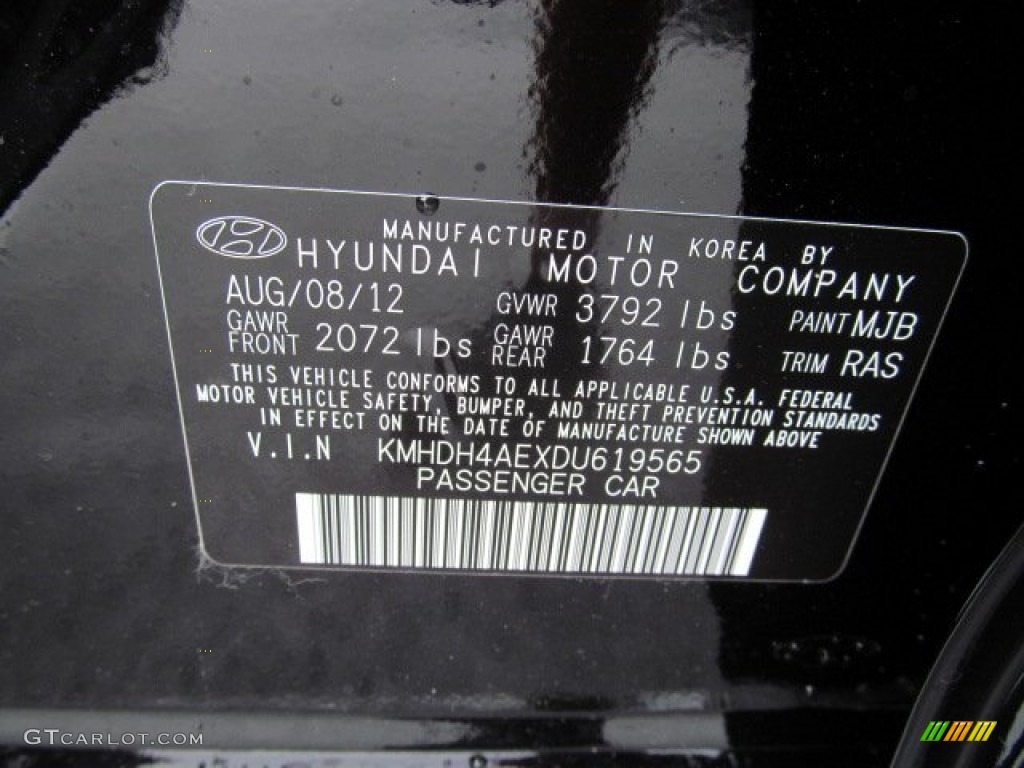 MANUFACTURED IN KOREA BY
HYUNDAI MOTOR COMPANY
AUG/08/12 GVWR 3792 lbs PAINT MJB
GAWR FRONT 2072 lbs GAWR REAR 1764 lbs TRIM RAS
THIS VEHICLE CONFORMS TO ALL APPLICABLE U.S.A. FEDERAL
MOTOR VEHICLE SAFETY, BUMPER, AND THEFT PREVENTION STANDARDS
IN EFFECT ON THE DATE OF MANUFACTURE SHOWN ABOVE
V.I.N KMHDH4AEXDU619565
PASSENGER CAR
GTCARLOT.COM